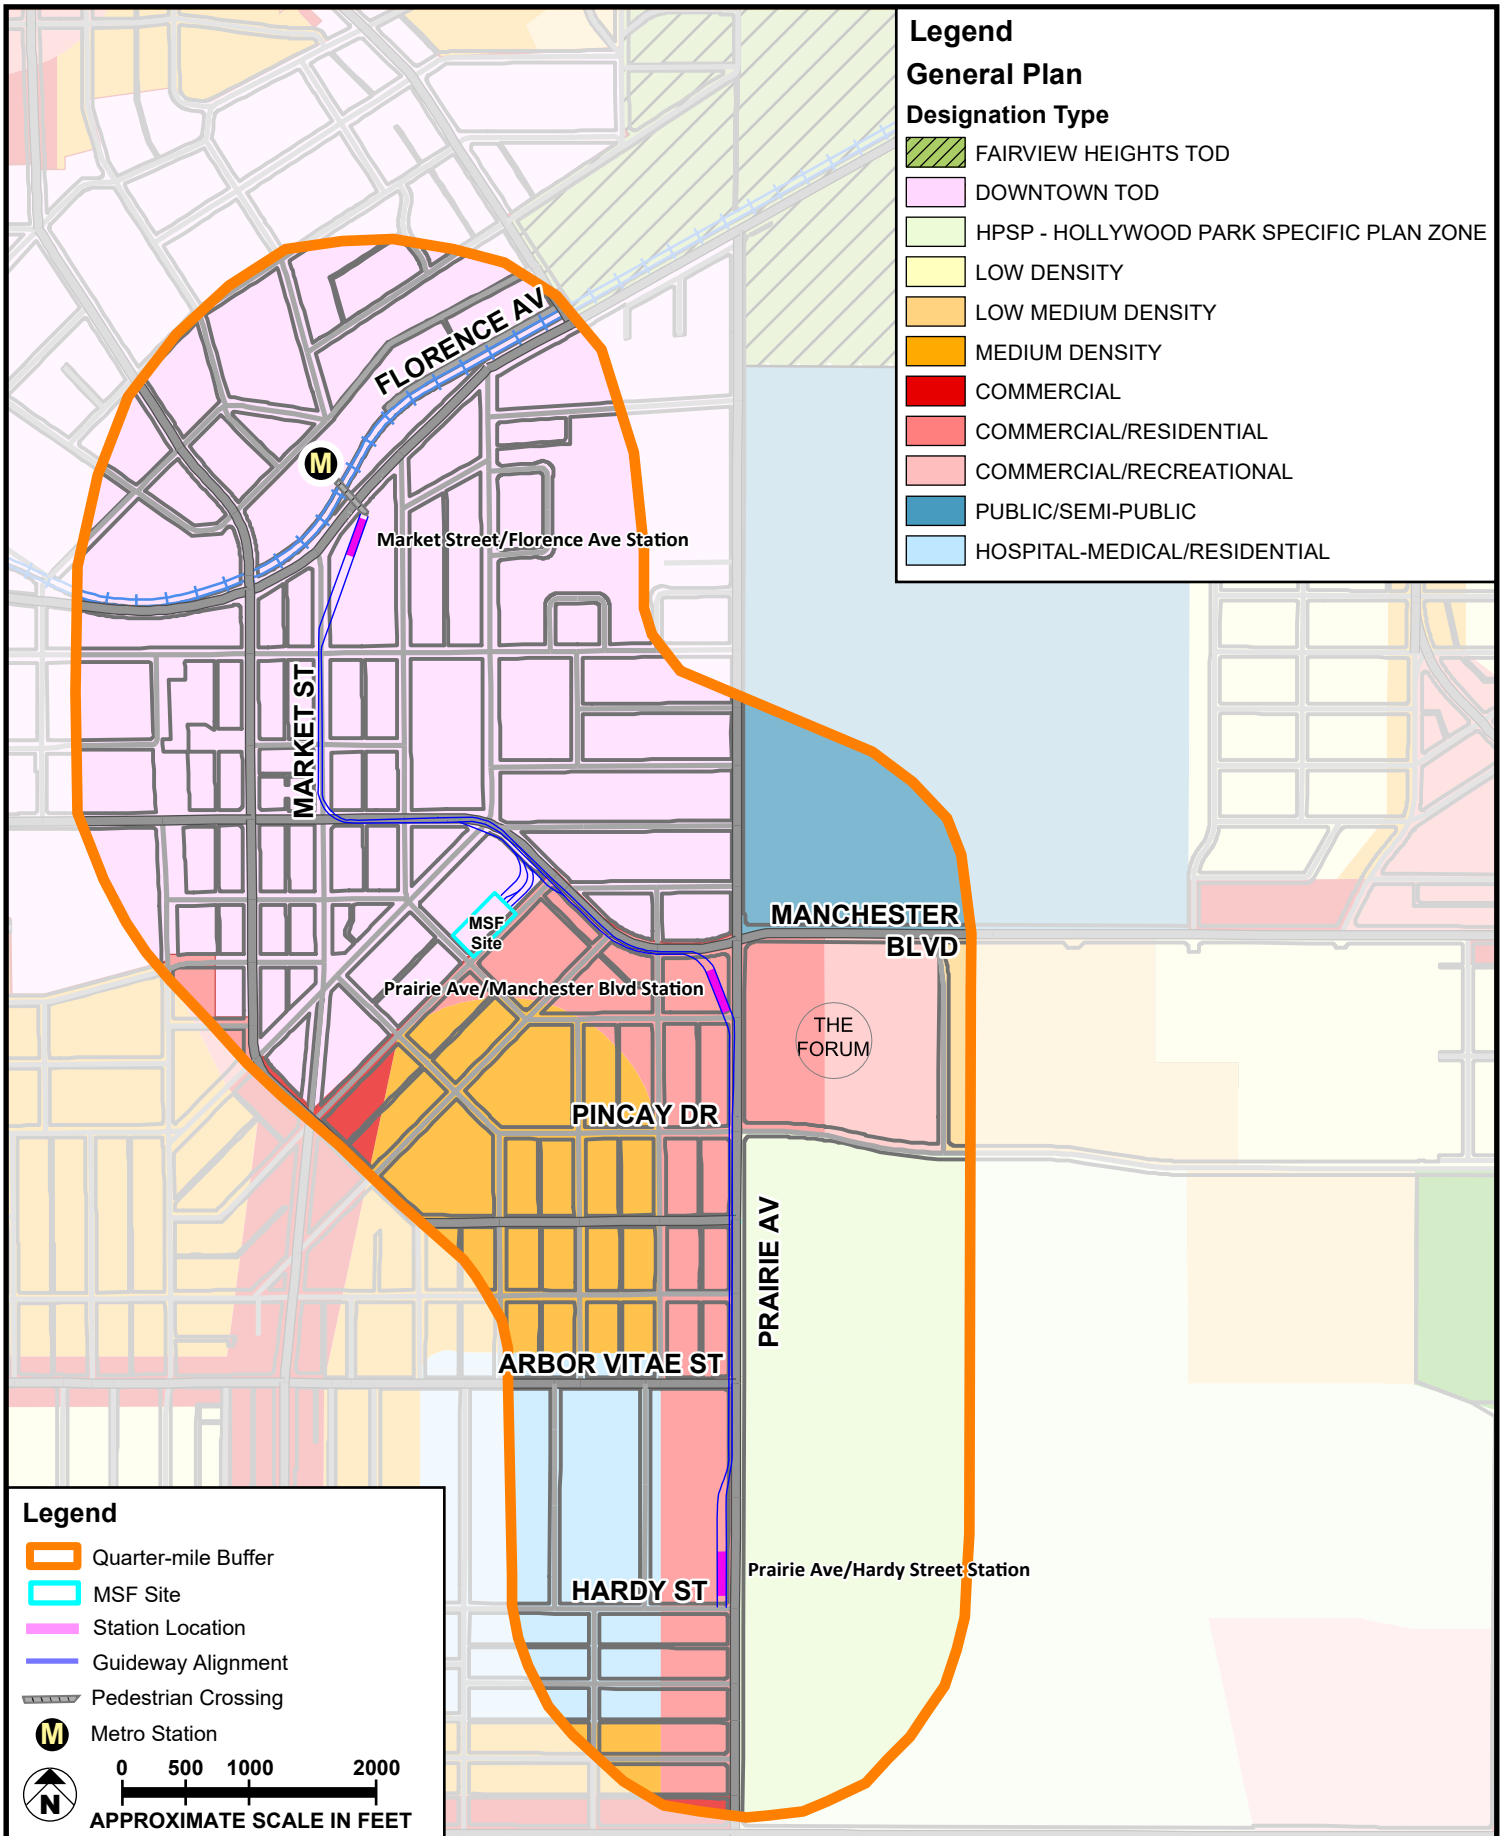 Legend
General Plan
Designation Type
FAIRVIEW HEIGHTS TOD
DOWNTOWN TOD
HPSP - HOLLYWOOD PARK SPECIFIC PLAN ZONE
LOW DENSITY
LOW MEDIUM DENSITY
MEDIUM DENSITY
COMMERCIAL
COMMERCIAL/RESIDENTIAL
COMMERCIAL/RECREATIONAL
PUBLIC/SEMI-PUBLIC
HOSPITAL-MEDICAL/RESIDENTIAL
FLORENCE AV
M
Market Street/Florence Ave Station
MARKET ST
MSF
Site
MANCHESTER
BLVD
Prairie Ave/Manchester Blvd Station
THE
FORUM
PINCAY DR
PRAIRIE AV
ARBOR VITAE ST
Prairie Ave/Hardy Street Station
HARDY ST
Legend
Quarter-mile Buffer
MSF Site
Station Location
Guideway Alignment
Pedestrian Crossing
M Metro Station
0 500 1000 2000
N
APPROXIMATE SCALE IN FEET